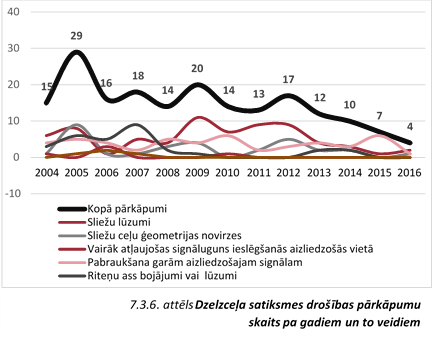 40
30
20
10
0
-10
15
29
16
18
14
20
14
13
17
12
10
7
4
2004 2005 2006 2007 2008 2009 2010 2011 2012 2013 2014 2015 2016
Kopā pārkāpumi
Sliežu lūzumi
Sliežu ceļu ģeometrijas novirzes
Vairāk atļaujošas signāluguns ieslēgšanās aizliedzošās vietā
Pabraukšana garām aizliedzošajam signālam
Riteņu ass bojājumi vai lūzumi
7.3.6. attēls Dzelzceļa satiksmes drošības pārkāpumu
skaits pa gadiem un to veidiem